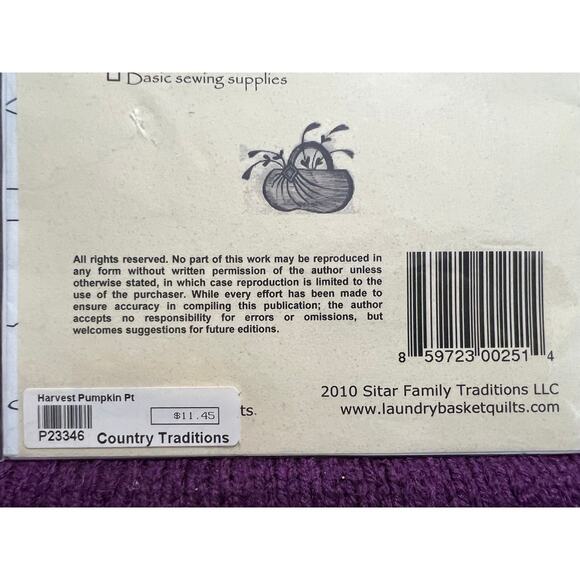 Basic sewing supplies
All rights reserved. No part of this work may be reproduced in
any form without written permission of the author unless
otherwise stated, in which case reproduction is limited to the
use of the purchaser. While every effort has been made to
ensure accuracy in compiling this publication; the author
accepts no responsibility for errors or omissions, but
welcomes suggestions for future editions.
8 59723 00251 4
2010 Sitar Family Traditions LLC
www.laundrybasketquilts.com
Harvest Pumpkin Pt
$11.45
P23346 Country Traditions
ts.